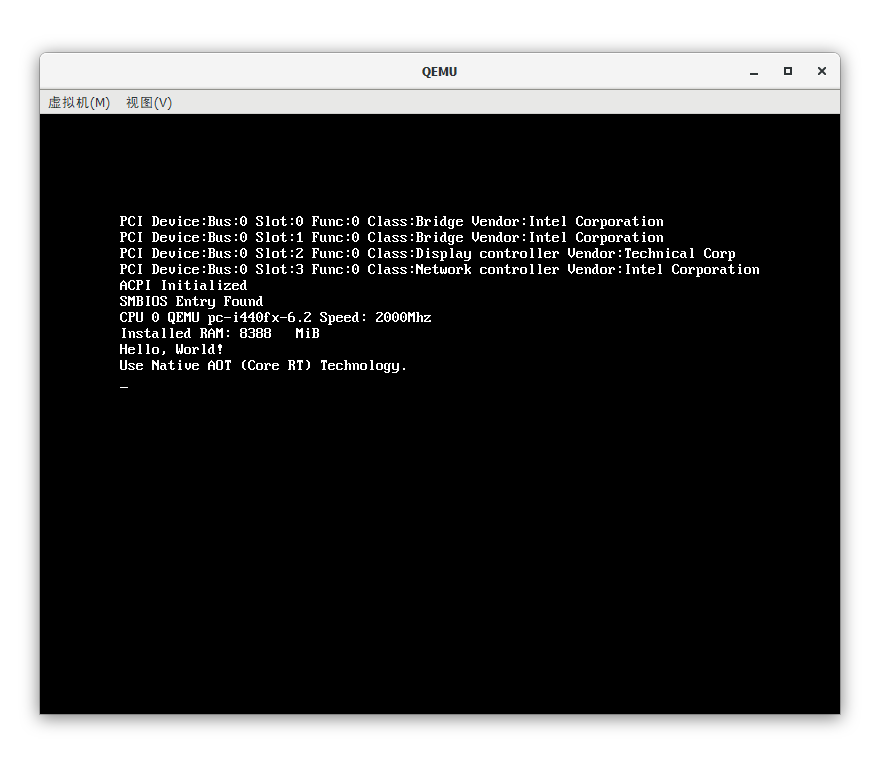 QEMU
虚拟机(M) 视图(V)
PCI Device:Bus:0 Slot:0 Func:0 Class:Bridge Vendor:Intel Corporation
PCI Device:Bus:0 Slot:1 Func:0 Class:Bridge Vendor:Intel Corporation
PCI Device:Bus:0 Slot:2 Func:0 Class:Display controller Vendor:Technical Corp
PCI Device:Bus:0 Slot:3 Func:0 Class:Network controller Vendor:Intel Corporation
ACPI Initialized
SMBIOS Entry Found
CPU 0 QEMU pc-i440fx-6.2 Speed: 2000Mhz
Installed RAM: 8388   MiB
Hello, World!
Use Native AOT (Core RT) Technology.
_